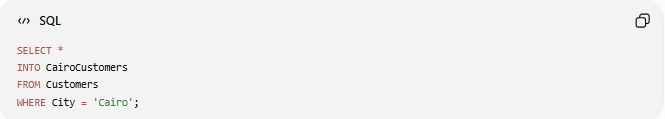 SQL
SELECT *
INTO CairoCustomers
FROM Customers
WHERE City = 'Cairo';